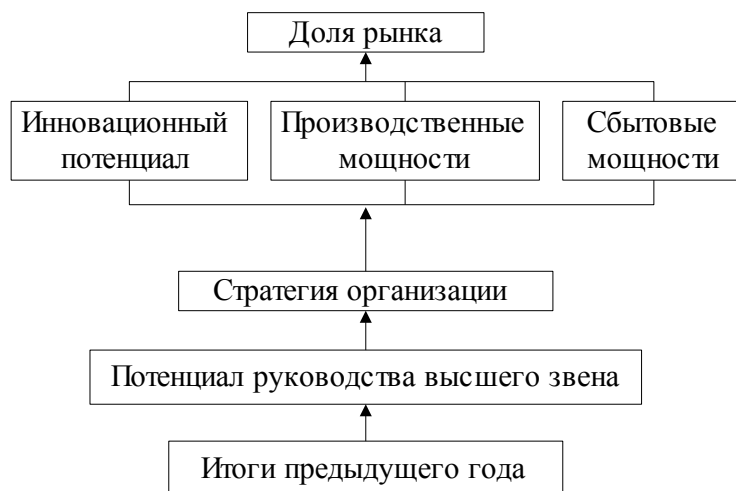 Доля рынка
Инновационный
потенциал
Производственные
мощности
Сбытовые
мощности
Стратегия организации
Потенциал руководства высшего звена
Итоги предыдущего года